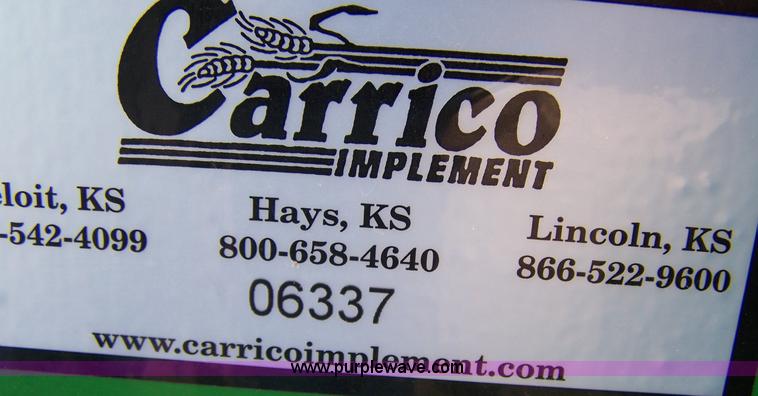 Carrico
IMPLEMENT
eloit, KS
-542-4099
Hays, KS
800-658-4640
Lincoln, KS
866-522-9600
06337
www.carricoimplement.com
www.purplewave.com